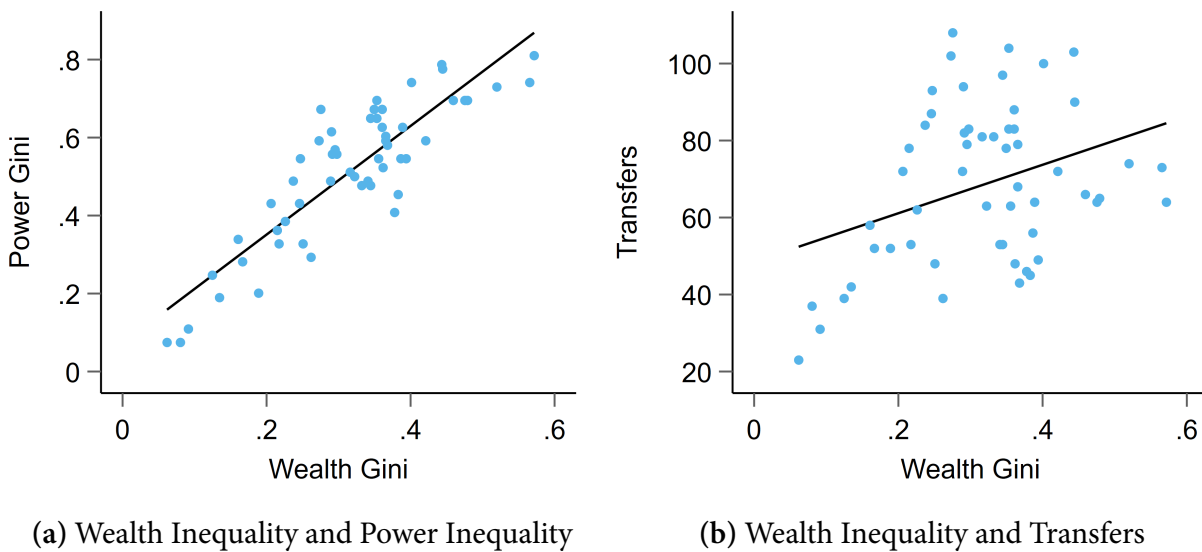 Power Gini
.8
.6
.4
.2
0
0 .2 .4 .6
Wealth Gini
(a) Wealth Inequality and Power Inequality
Transfers
100
80
60
40
20
0 .2 .4 .6
Wealth Gini
(b) Wealth Inequality and Transfers